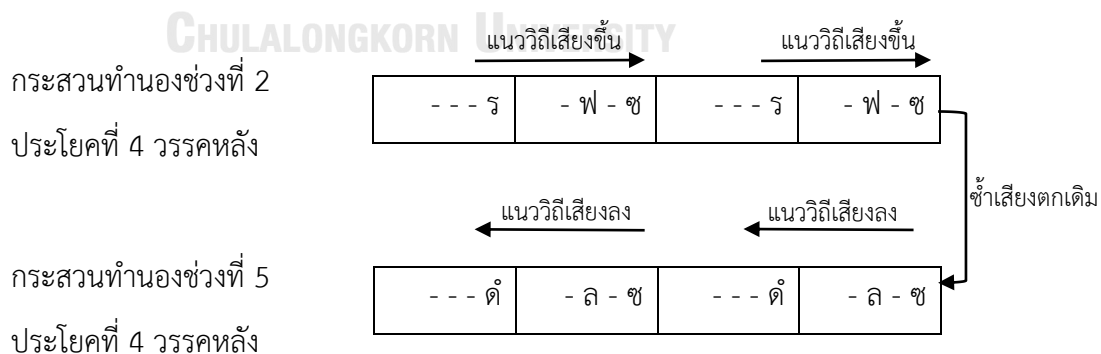 CHULALONGKORN UNIVERSITY
แนววิถีเสียงขึ้น แนววิถีเสียงขึ้น
กระสวนทำนองช่วงที่ 2
- - - ร - ฟ - ซ - - - ร - ฟ - ซ
ประโยคที่ 4 วรรคหลัง
ซ้ำเสียงตกเดิม
แนววิถีเสียงลง แนววิถีเสียงลง
กระสวนทำนองช่วงที่ 5
- - - ดํ - ล - ซ - - - ดํ - ล - ซ
ประโยคที่ 4 วรรคหลัง